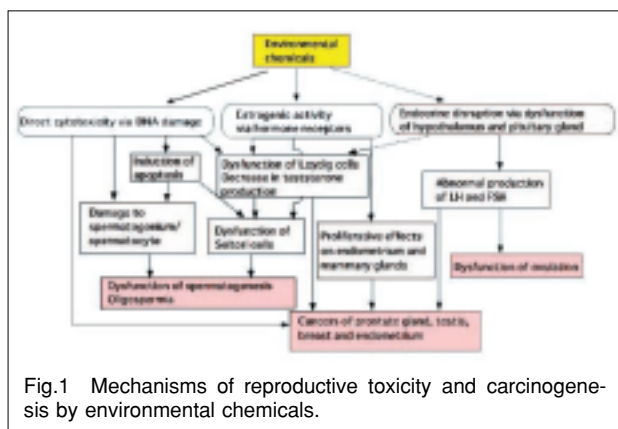 Environmental
chemicals
Direct cytotoxicity via DNA damage
Estrogenic activity
via hormone receptors
Endocrine disruption via dysfunction
of hypothalamus and pituitary gland
Induction of
apoptosis
Dysfunction of Leydig cells
Decrease in testosterone
production
Abnormal production
of LH and FSH
Damage to
spermatogonium/
spermatocyte
Dysfunction of
Sertoli cells
Proliferative effects
on endometrium and
mammary glands
Dysfunction of ovulation
Dysfunction of spermatogenesis
Oligospermia
Cancers of prostate gland, testis,
breast and endometrium
Fig.1 Mechanisms of reproductive toxicity and carcinogene-
sis by environmental chemicals.